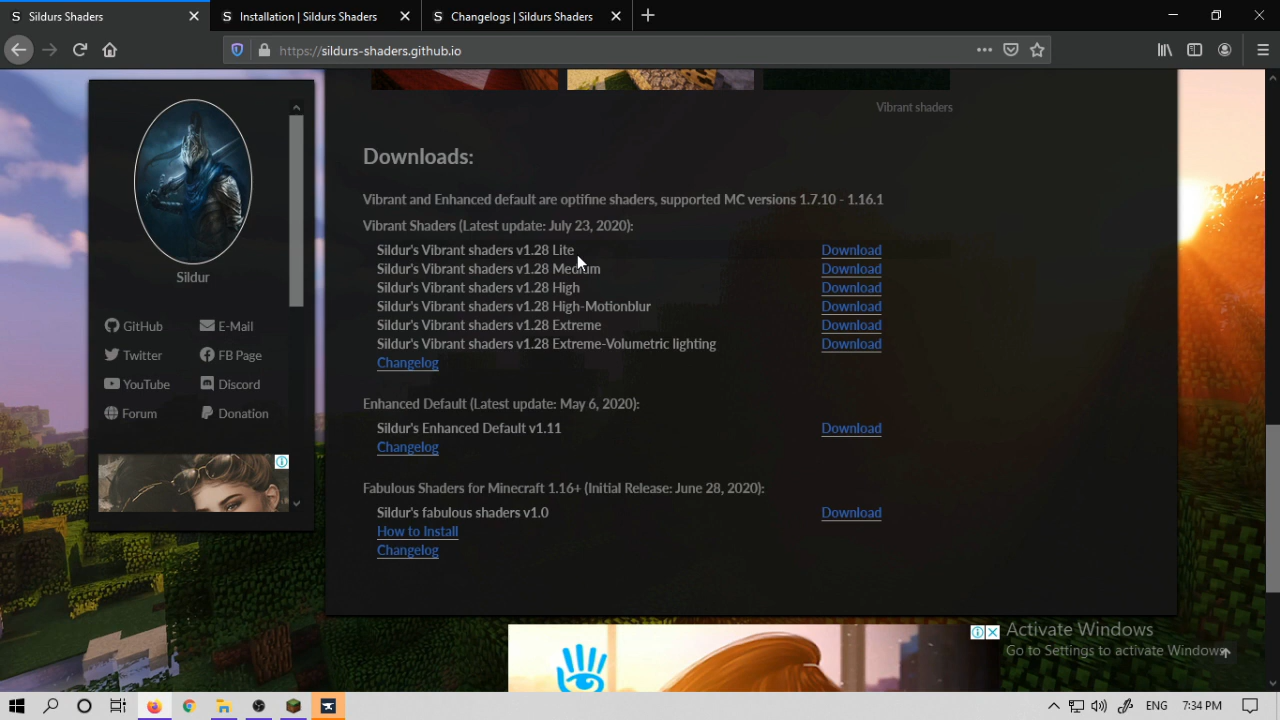 Sildurs Shaders
Installation | Sildurs Shaders
Changelogs | Sildurs Shaders
https://sildurs-shaders.github.io
Vibrant shaders
Sildur
GitHub
E-Mail
Twitter
FB Page
YouTube
Discord
Forum
Donation
Downloads:
Vibrant and Enhanced default are optifine shaders, supported MC versions 1.7.10 - 1.16.1
Vibrant Shaders (Latest update: July 23, 2020):
Sildur's Vibrant shaders v1.28 Lite Download
Sildur's Vibrant shaders v1.28 Medium Download
Sildur's Vibrant shaders v1.28 High Download
Sildur's Vibrant shaders v1.28 High-Motionblur Download
Sildur's Vibrant shaders v1.28 Extreme Download
Sildur's Vibrant shaders v1.28 Extreme-Volumetric lighting Download
Changelog
Enhanced Default (Latest update: May 6, 2020):
Sildur's Enhanced Default v1.11 Download
Changelog
Fabulous Shaders for Minecraft 1.16+ (Initial Release: June 28, 2020):
Sildur's fabulous shaders v1.0 Download
How to Install
Changelog
Activate Windows
Go to Settings to activate Windows.
ENG
7:34 PM